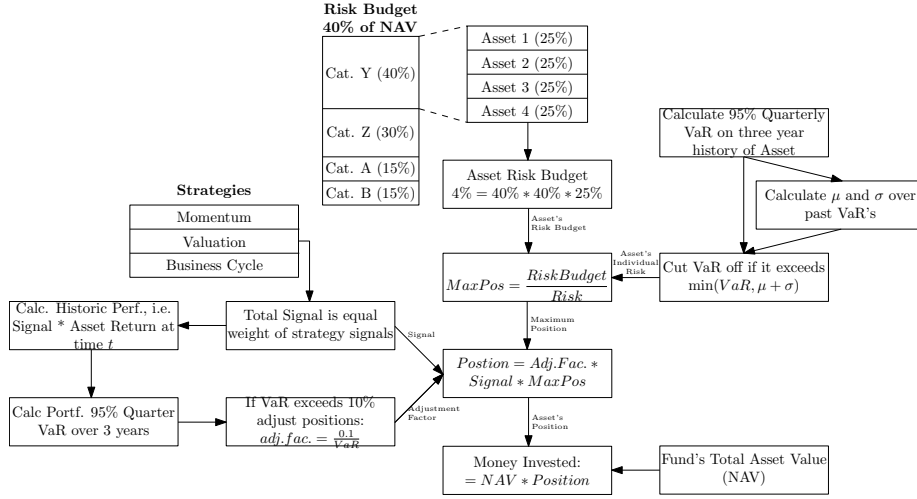 Risk Budget
40% of NAV
Cat. Y (40%)
Cat. Z (30%)
Cat. A (15%)
Cat. B (15%)
Asset 1 (25%)
Asset 2 (25%)
Asset 3 (25%)
Asset 4 (25%)
Asset Risk Budget
4% = 40% * 40% * 25%
Asset's
Risk Budget
Calculate 95% Quarterly
VaR on three year
history of Asset
Calculate μ and σ over
past VaR's
Cut VaR off if it exceeds
min(VaR, μ + σ)
Asset's
Individual
Risk
MaxPos = RiskBudget
Risk
Maximum
Position
Strategies
Momentum
Valuation
Business Cycle
Total Signal is equal
weight of strategy signals
Signal
Calc. Historic Perf., i.e.
Signal * Asset Return at
time t
Calc Portf. 95% Quarter
VaR over 3 years
If VaR exceeds 10%
adjust positions:
adj.fac. = 0.1/VaR
Adjustment
Factor
Postion = Adj.Fac. *
Signal * MaxPos
Asset's
Position
Money Invested:
= NAV * Position
Fund's Total Asset Value
(NAV)